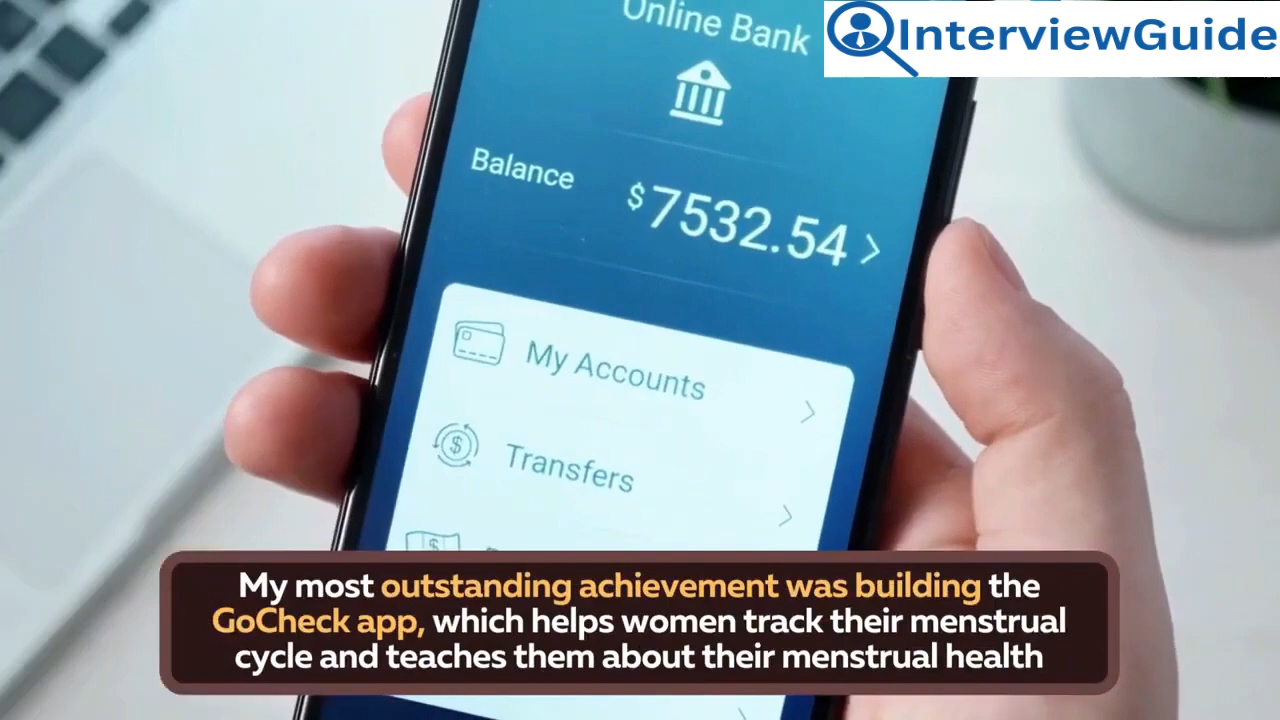 InterviewGuide
Online Bank
Balance
$7532.54
My Accounts
Transfers
My most outstanding achievement was building the
GoCheck app, which helps women track their menstrual
cycle and teaches them about their menstrual health